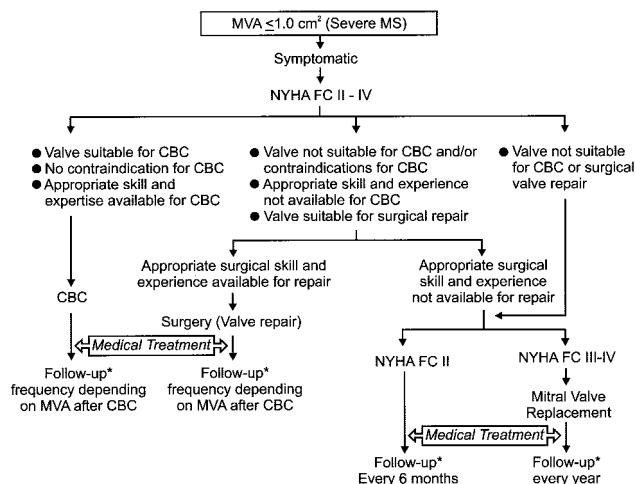 MVA ≤1.0 cm² (Severe MS)
Symptomatic
NYHA FC II - IV
● Valve suitable for CBC
● No contraindication for CBC
● Appropriate skill and
expertise available for CBC
● Valve not suitable for CBC and/or
contraindications for CBC
● Appropriate skill and experience
not available for CBC
● Valve suitable for surgical repair
● Valve not suitable
for CBC or surgical
valve repair
Appropriate surgical skill and
experience available for repair
Appropriate surgical
skill and experience
not available for repair
CBC
Surgery (Valve repair)
Medical Treatment
Follow-up*
frequency depending
on MVA after CBC
Follow-up*
frequency depending
on MVA after CBC
NYHA FC II
NYHA FC III-IV
Mitral Valve
Replacement
Medical Treatment
Follow-up*
Every 6 months
Follow-up*
every year